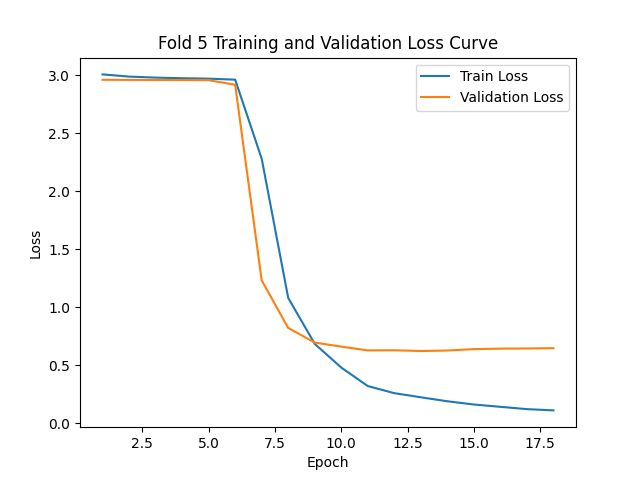 Fold 5 Training and Validation Loss Curve
Train Loss
Validation Loss
3.0
2.5
2.0
1.5
1.0
0.5
0.0
Loss
2.5 5.0 7.5 10.0 12.5 15.0 17.5
Epoch